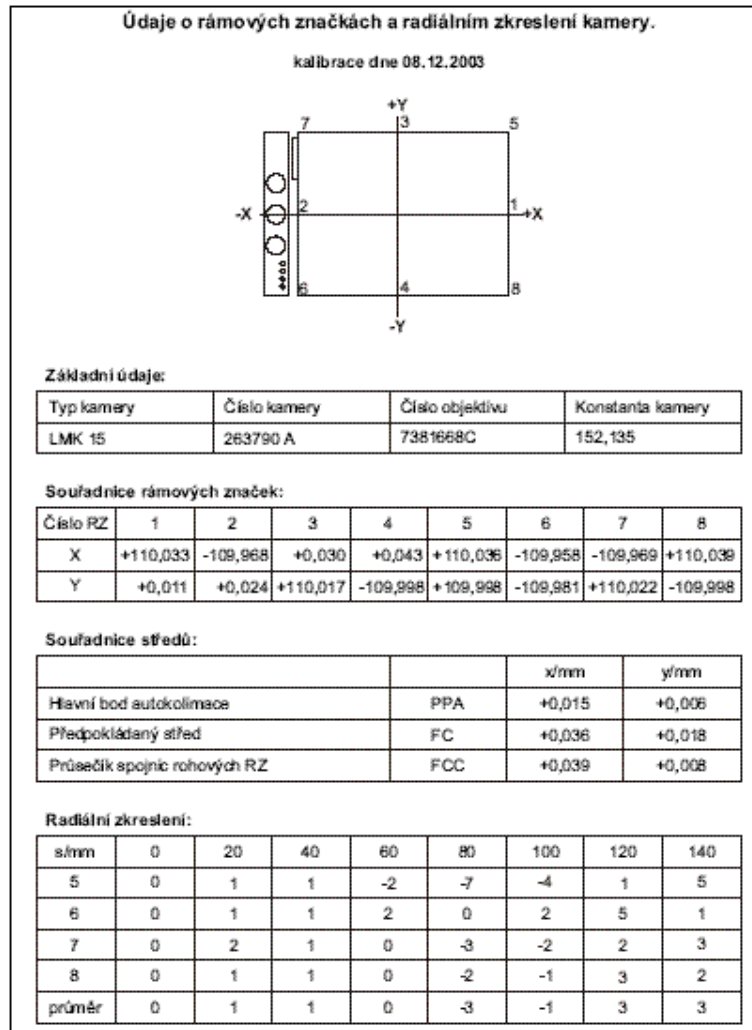 Údaje o rámových značkách a radiálním zkreslení kamery.
kalibrace dne 08.12.2003
+Y
7 3 5
-X 2 1 +X
6 4 8
-Y
Základní údaje:
Typ kamery Číslo kamery Číslo objektívu Konstanta kamery
LMK 15 263790 A 7381668C 152,135
Souřadnice rámových značek:
Číslo RZ 1 2 3 4 5 6 7 8
X +110,033 -109,968 +0,030 +0,043 +110,036 -109,958 -109,969 +110,039
Y +0,011 +0,024 +110,017 -109,998 +109,998 -109,981 +110,022 -109,998
Souřadnice středů:
x/mm y/mm
Hlavní bod autokolimace PPA +0,015 +0,006
Předpokládaný střed FC +0,036 +0,018
Průsečík spojnic rohových RZ FCC +0,039 +0,008
Radiální zkreslení:
s/mm 0 20 40 60 80 100 120 140
5 0 1 1 -2 -7 -4 1 5
6 0 1 1 2 0 2 5 1
7 0 2 1 0 -3 -2 2 3
8 0 1 1 0 -2 -1 3 2
průměr 0 1 1 0 -3 -1 3 3